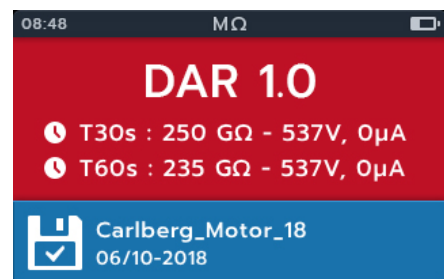 08:48 MΩ
DAR 1.0
T30s : 250 GΩ - 537V, 0µA
T60s : 235 GΩ - 537V, 0µA
Carlberg_Motor_18
06/10-2018